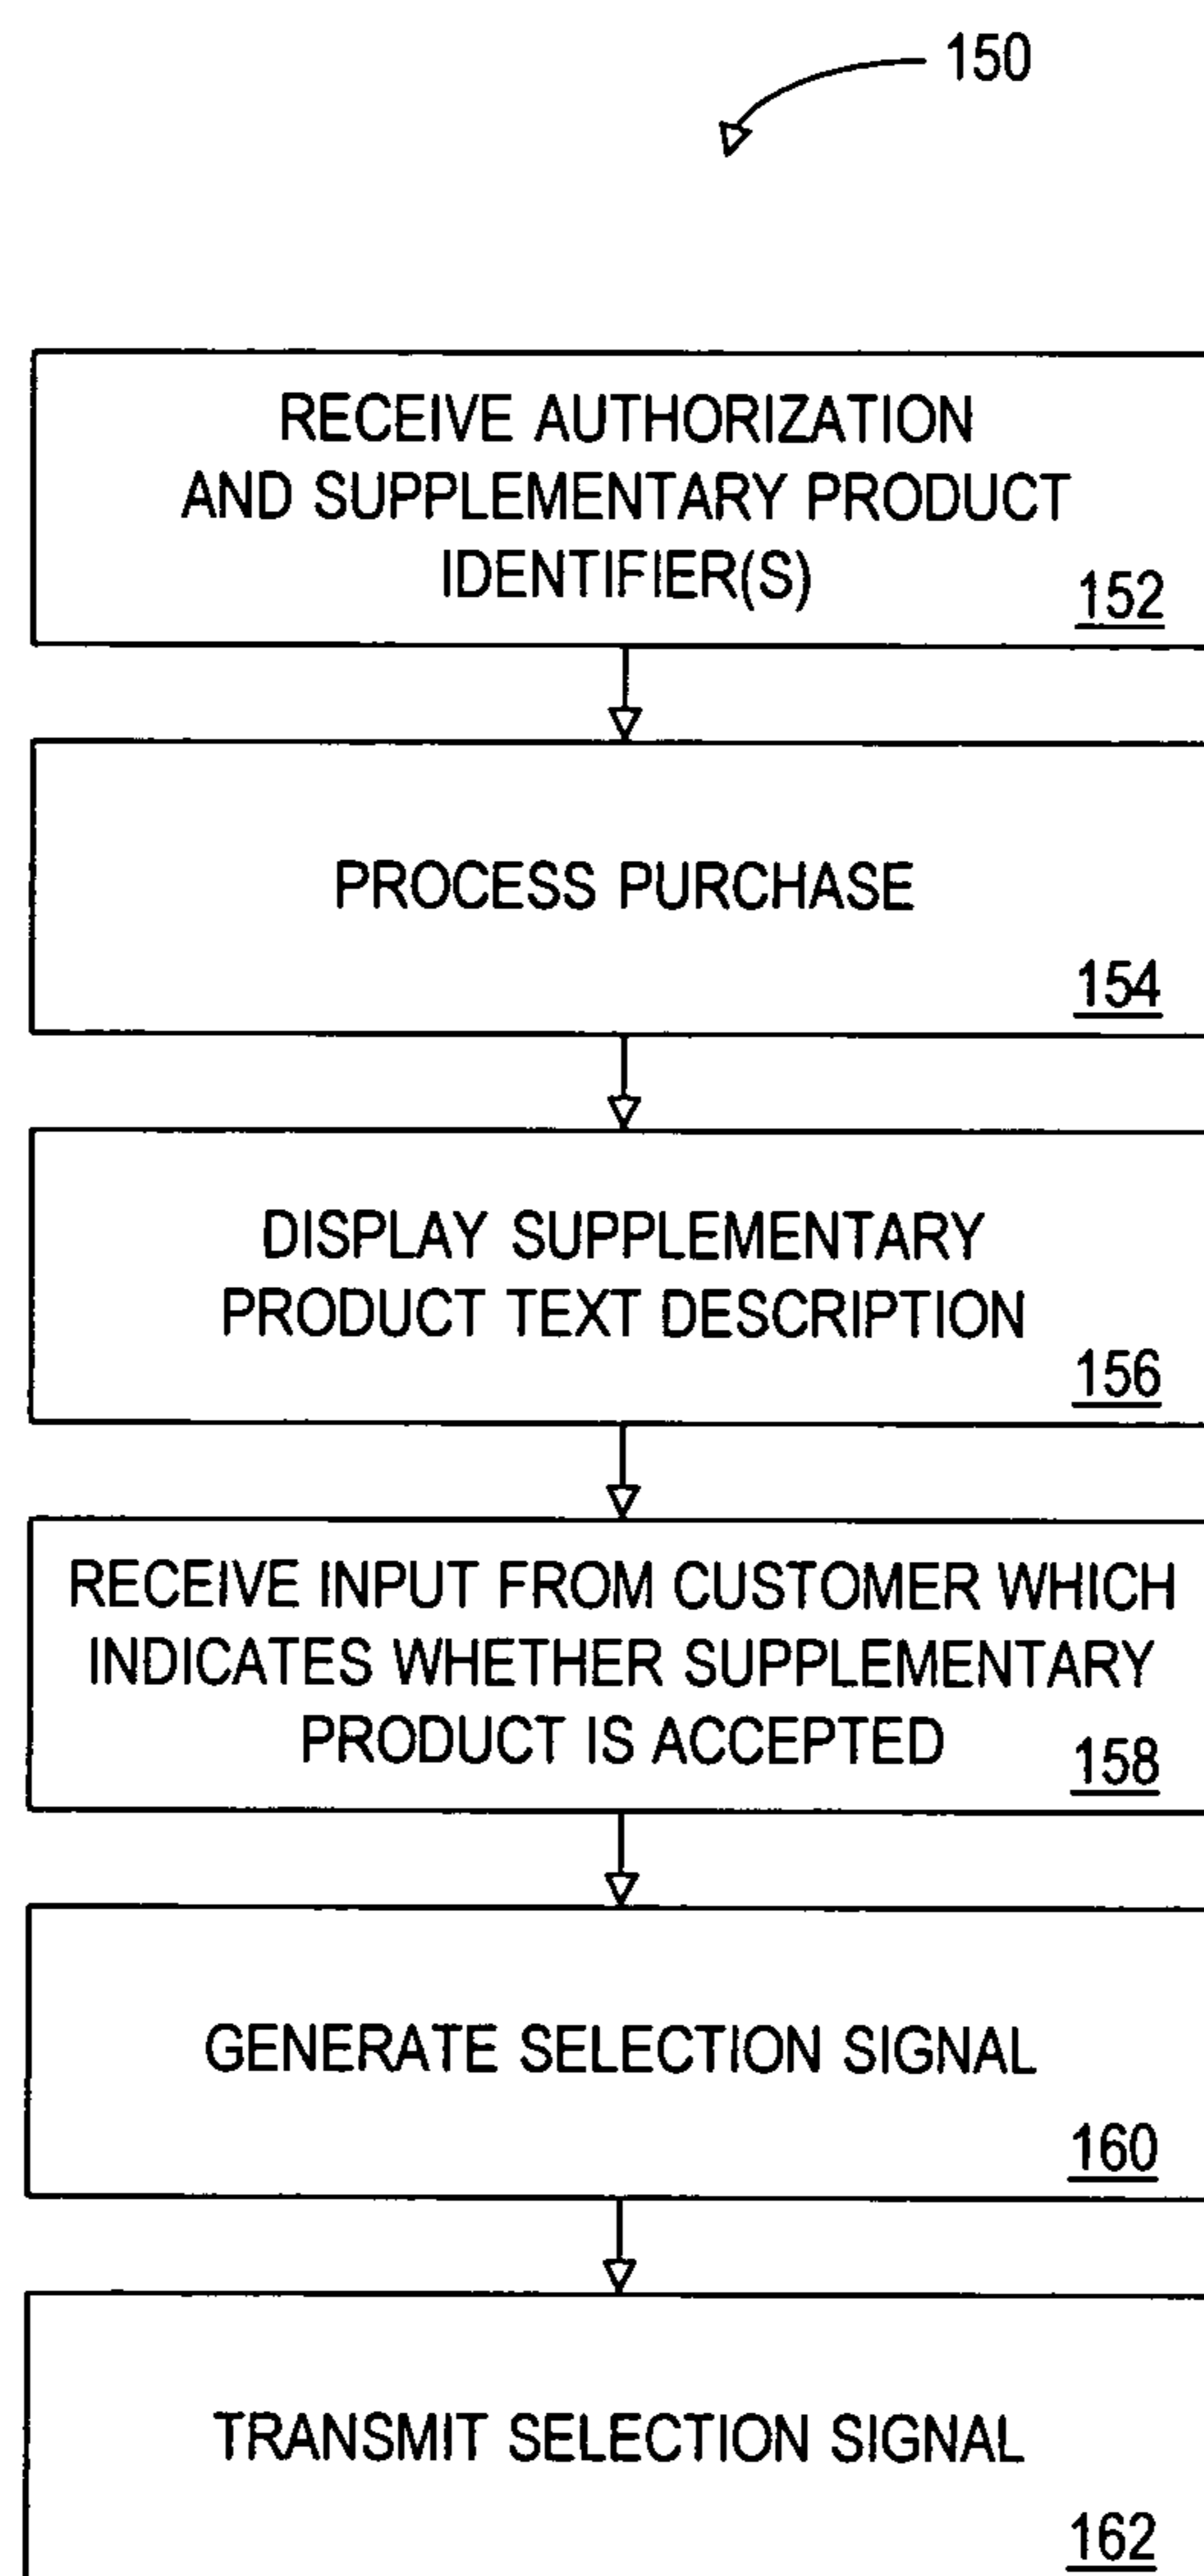 150
RECEIVE AUTHORIZATION
AND SUPPLEMENTARY PRODUCT
IDENTIFIER(S)
152
PROCESS PURCHASE
154
DISPLAY SUPPLEMENTARY
PRODUCT TEXT DESCRIPTION
156
RECEIVE INPUT FROM CUSTOMER WHICH
INDICATES WHETHER SUPPLEMENTARY
PRODUCT IS ACCEPTED
158
GENERATE SELECTION SIGNAL
160
TRANSMIT SELECTION SIGNAL
162